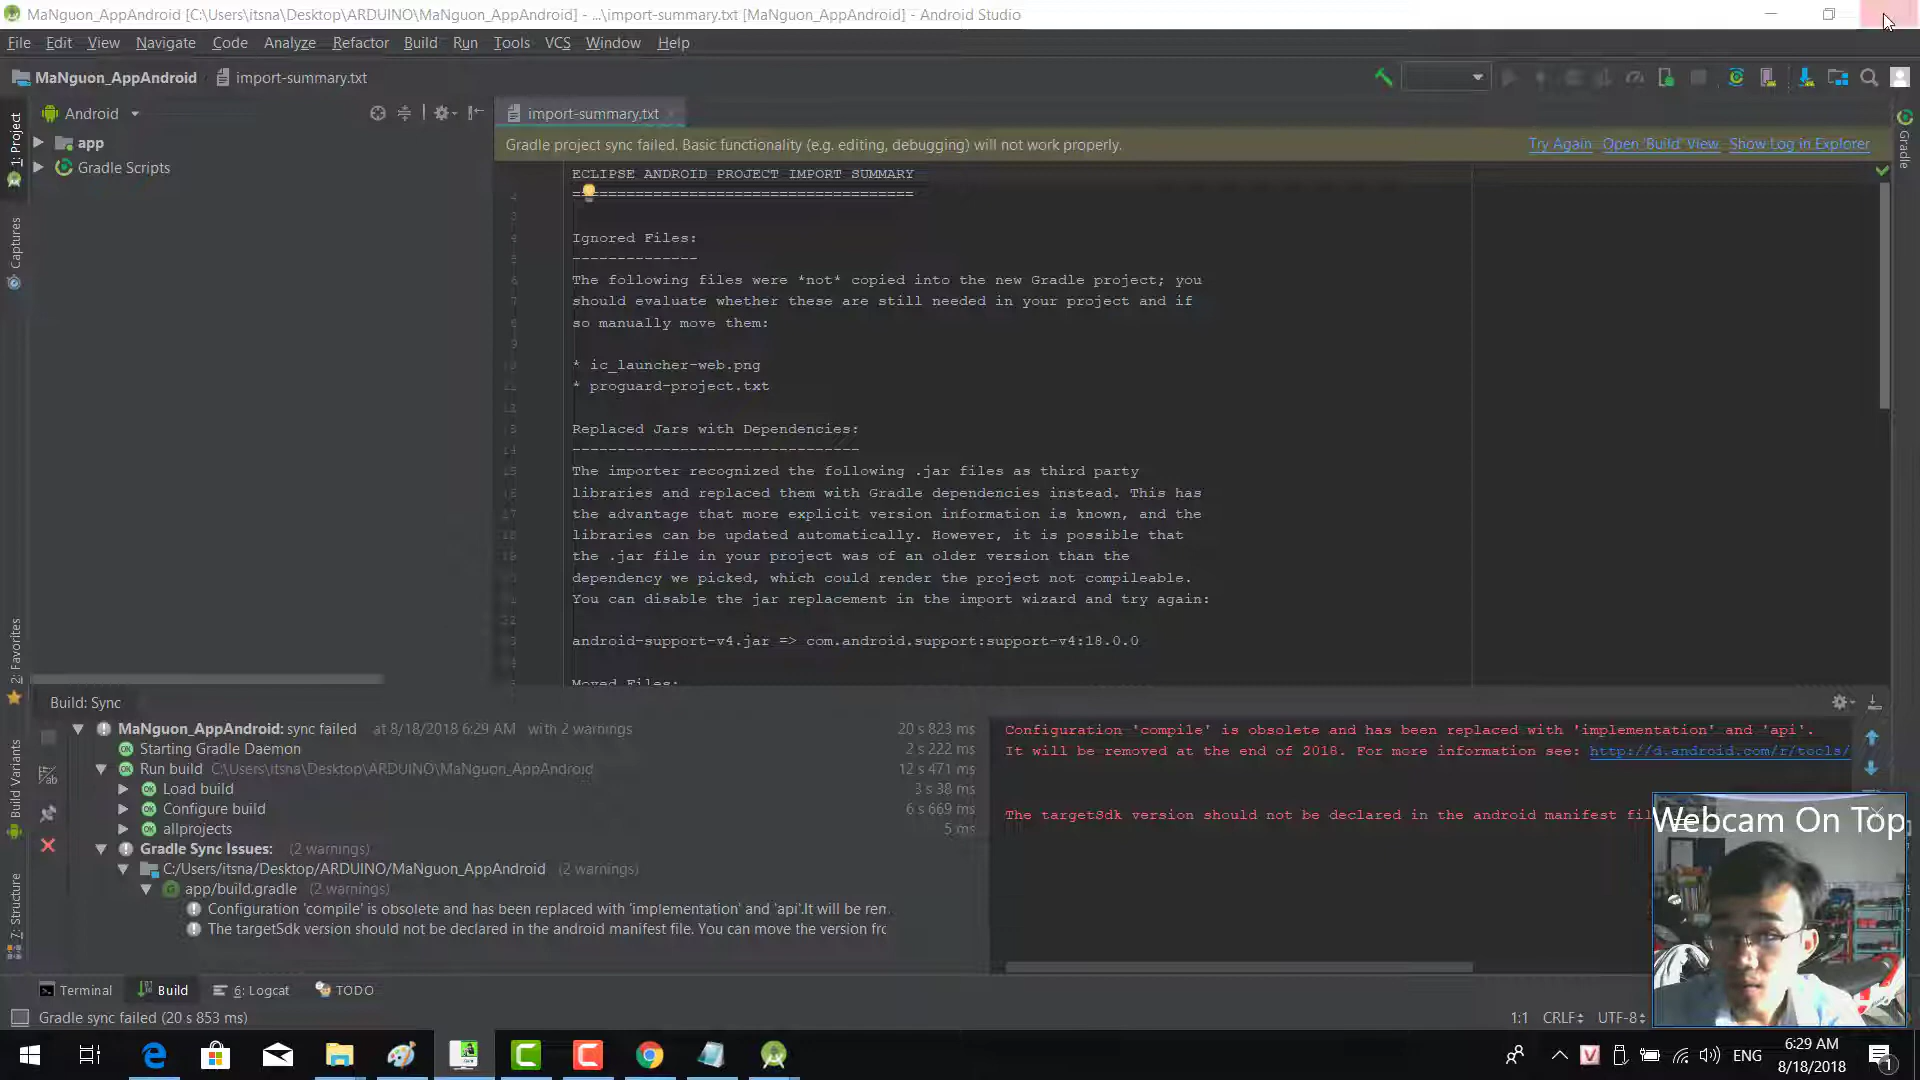 MaNguon_AppAndroid [C:\Users\itsna\Desktop\ARDUINO\MaNguon_AppAndroid] - ...\import-summary.txt [MaNguon_AppAndroid] - Android Studio
File Edit View Navigate Code Analyze Refactor Build Run Tools VCS Window Help
MaNguon_AppAndroid import-summary.txt
1: Project
Captures
2: Favorites
Build Variants
7: Structure
Android
app
Gradle Scripts
import-summary.txt
Gradle
Gradle project sync failed. Basic functionality (e.g. editing, debugging) will not work properly. Try Again Open 'Build' View Show Log in Explorer
ECLIPSE ANDROID PROJECT IMPORT SUMMARY
======================================
Ignored Files:
--------------
The following files were *not* copied into the new Gradle project; you
should evaluate whether these are still needed in your project and if
so manually move them:
* ic_launcher-web.png
* proguard-project.txt
Replaced Jars with Dependencies:
--------------------------------
The importer recognized the following .jar files as third party
libraries and replaced them with Gradle dependencies instead. This has
the advantage that more explicit version information is known, and the
libraries can be updated automatically. However, it is possible that
the .jar file in your project was of an older version than the
dependency we picked, which could render the project not compileable.
You can disable the jar replacement in the import wizard and try again:
android-support-v4.jar => com.android.support:support-v4:18.0.0
Moved Files:
Build: Sync
MaNguon_AppAndroid: sync failed at 8/18/2018 6:29 AM with 2 warnings 20 s 823 ms
Starting Gradle Daemon 2 s 222 ms
Run build C:\Users\itsna\Desktop\ARDUINO\MaNguon_AppAndroid 12 s 471 ms
Load build 3 s 38 ms
Configure build 6 s 669 ms
allprojects 5 ms
Gradle Sync Issues: (2 warnings)
C:/Users/itsna/Desktop/ARDUINO/MaNguon_AppAndroid (2 warnings)
app/build.gradle (2 warnings)
Configuration 'compile' is obsolete and has been replaced with 'implementation' and 'api'.It will be ren
The targetSdk version should not be declared in the android manifest file. You can move the version frc
Configuration 'compile' is obsolete and has been replaced with 'implementation' and 'api'.
It will be removed at the end of 2018. For more information see: http://d.android.com/r/tools/
The targetSdk version should not be declared in the android manifest fil
Webcam On Top
Terminal Build 6: Logcat TODO
Gradle sync failed (20 s 853 ms) 1:1 CRLF UTF-8
ENG
6:29 AM
8/18/2018
1